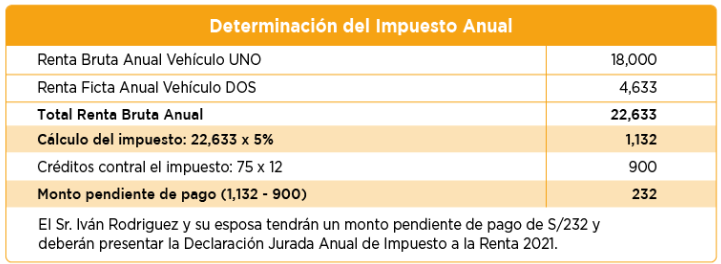 Determinación del Impuesto Anual
Renta Bruta Anual Vehículo UNO 18,000
Renta Ficta Anual Vehículo DOS 4,633
Total Renta Bruta Anual 22,633
Cálculo del impuesto: 22,633 x 5% 1,132
Créditos contral el impuesto: 75 x 12 900
Monto pendiente de pago (1,132 - 900) 232
El Sr. Iván Rodriguez y su esposa tendrán un monto pendiente de pago de S/232 y
deberán presentar la Declaración Jurada Anual de Impuesto a la Renta 2021.